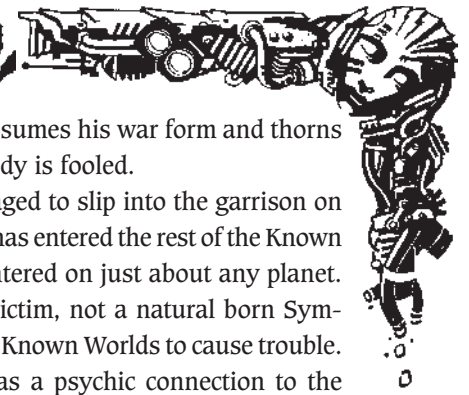 sumes his war form and thorns
dy is fooled.
aged to slip into the garrison on
has entered the rest of the Known
ntered on just about any planet.
ictim, not a natural born Sym-
Known Worlds to cause trouble.
as a psychic connection to the